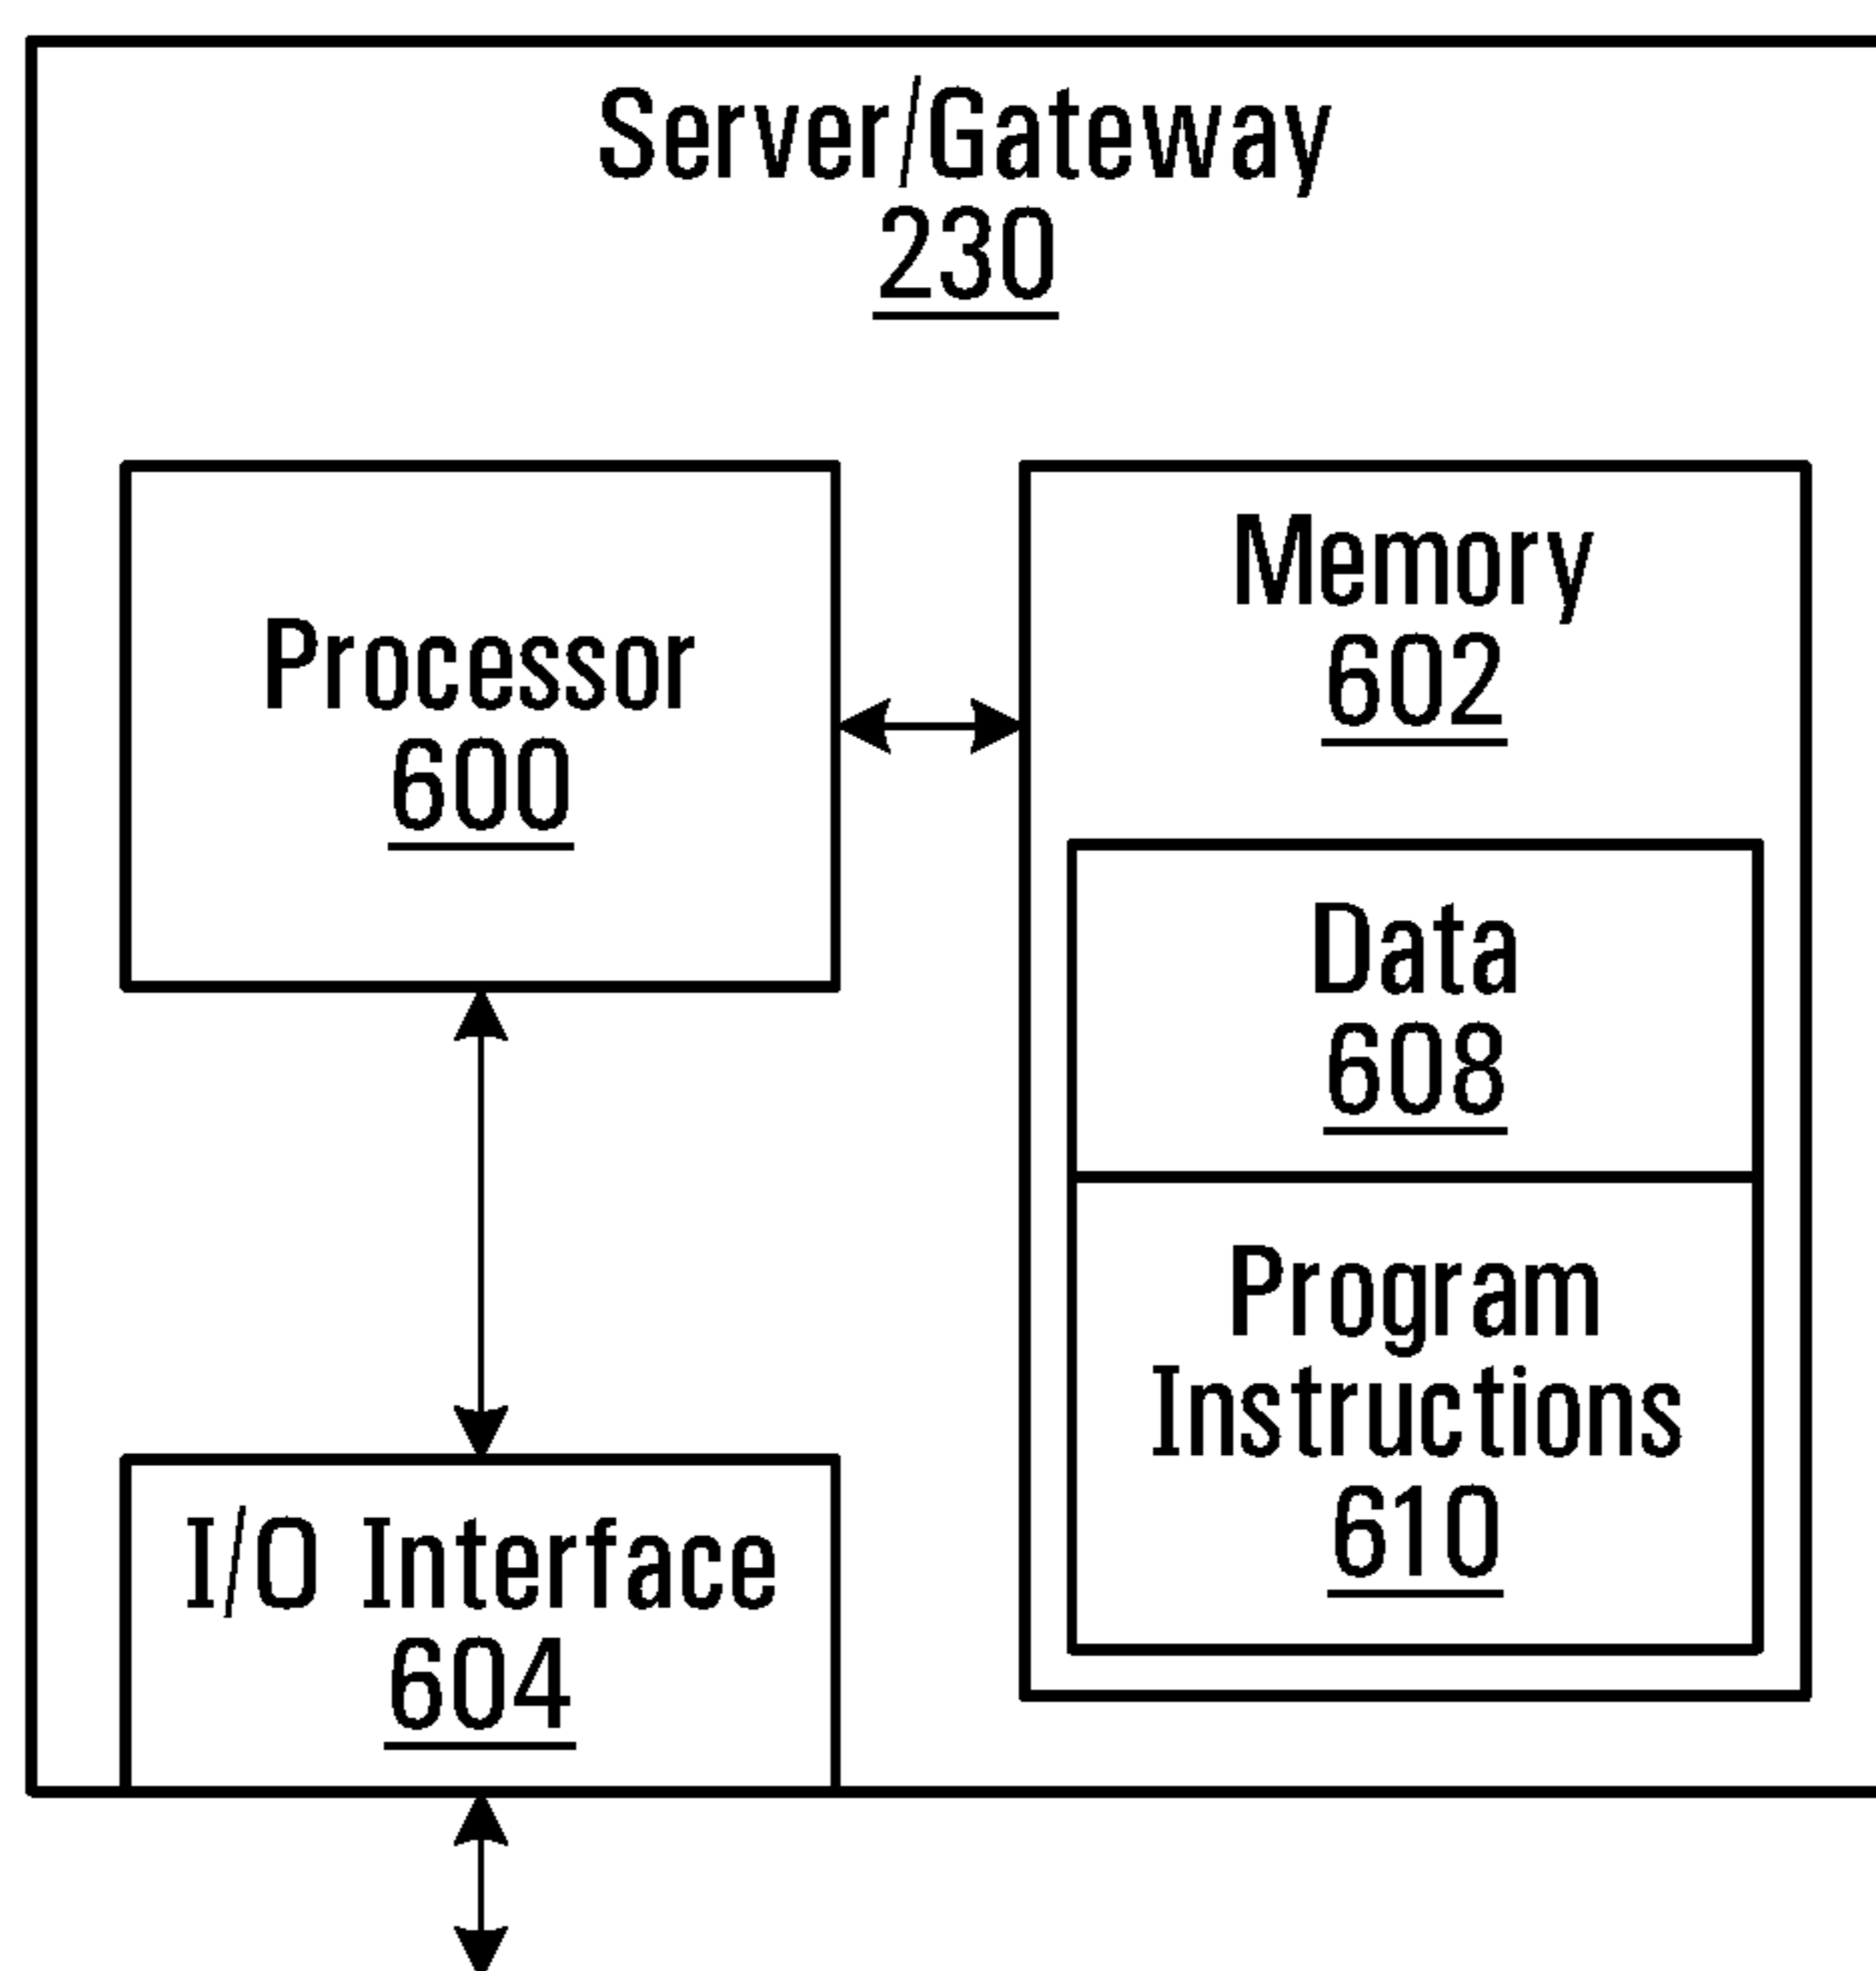 Server/Gateway
230
Processor
600
Memory
602
Data
608
Program
Instructions
610
I/O Interface
604